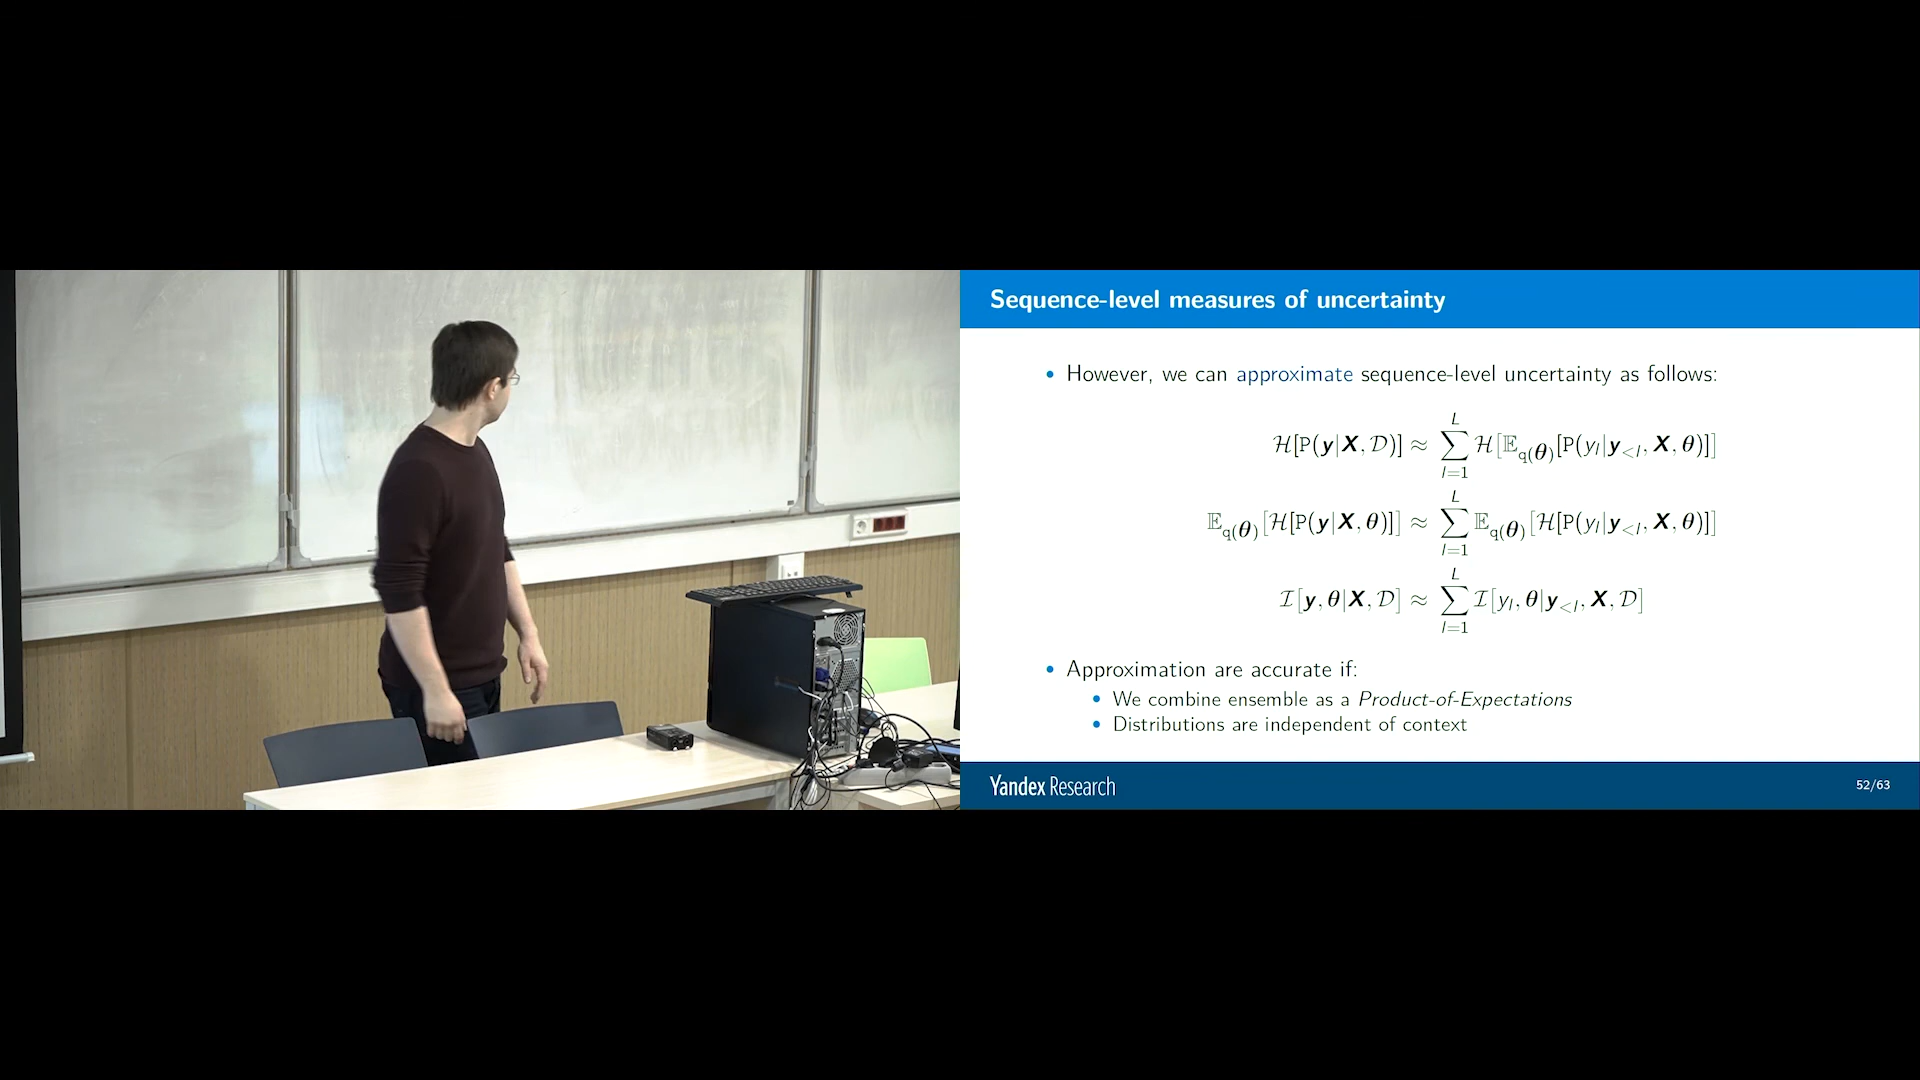 Sequence-level measures of uncertainty
• However, we can approximate sequence-level uncertainty as follows:
H[P(y|X, D)] ≈ ∑_{l=1}^{L} H[𝔼_{q(θ)}[P(y_l|y_{<l}, X, θ)]]
𝔼_{q(θ)}[H[P(y|X, θ)]] ≈ ∑_{l=1}^{L} 𝔼_{q(θ)}[H[P(y_l|y_{<l}, X, θ)]]
I[y, θ|X, D] ≈ ∑_{l=1}^{L} I[y_l, θ|y_{<l}, X, D]
• Approximation are accurate if:
• We combine ensemble as a Product-of-Expectations
• Distributions are independent of context
Yandex Research
52/63